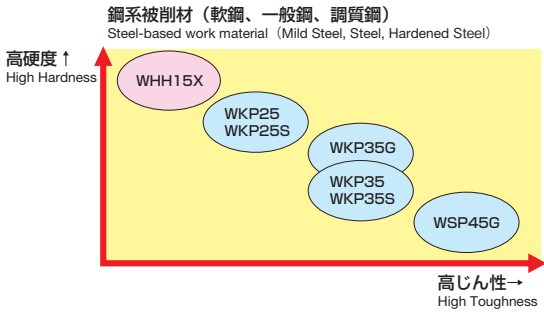 鋼系被削材（軟鋼、一般鋼、調質鋼）
Steel-based work material（Mild Steel, Steel, Hardened Steel）
高硬度↑
High Hardness
WHH15X
WKP25
WKP25S
WKP35G
WKP35
WKP35S
WSP45G
高じん性→
High Toughness